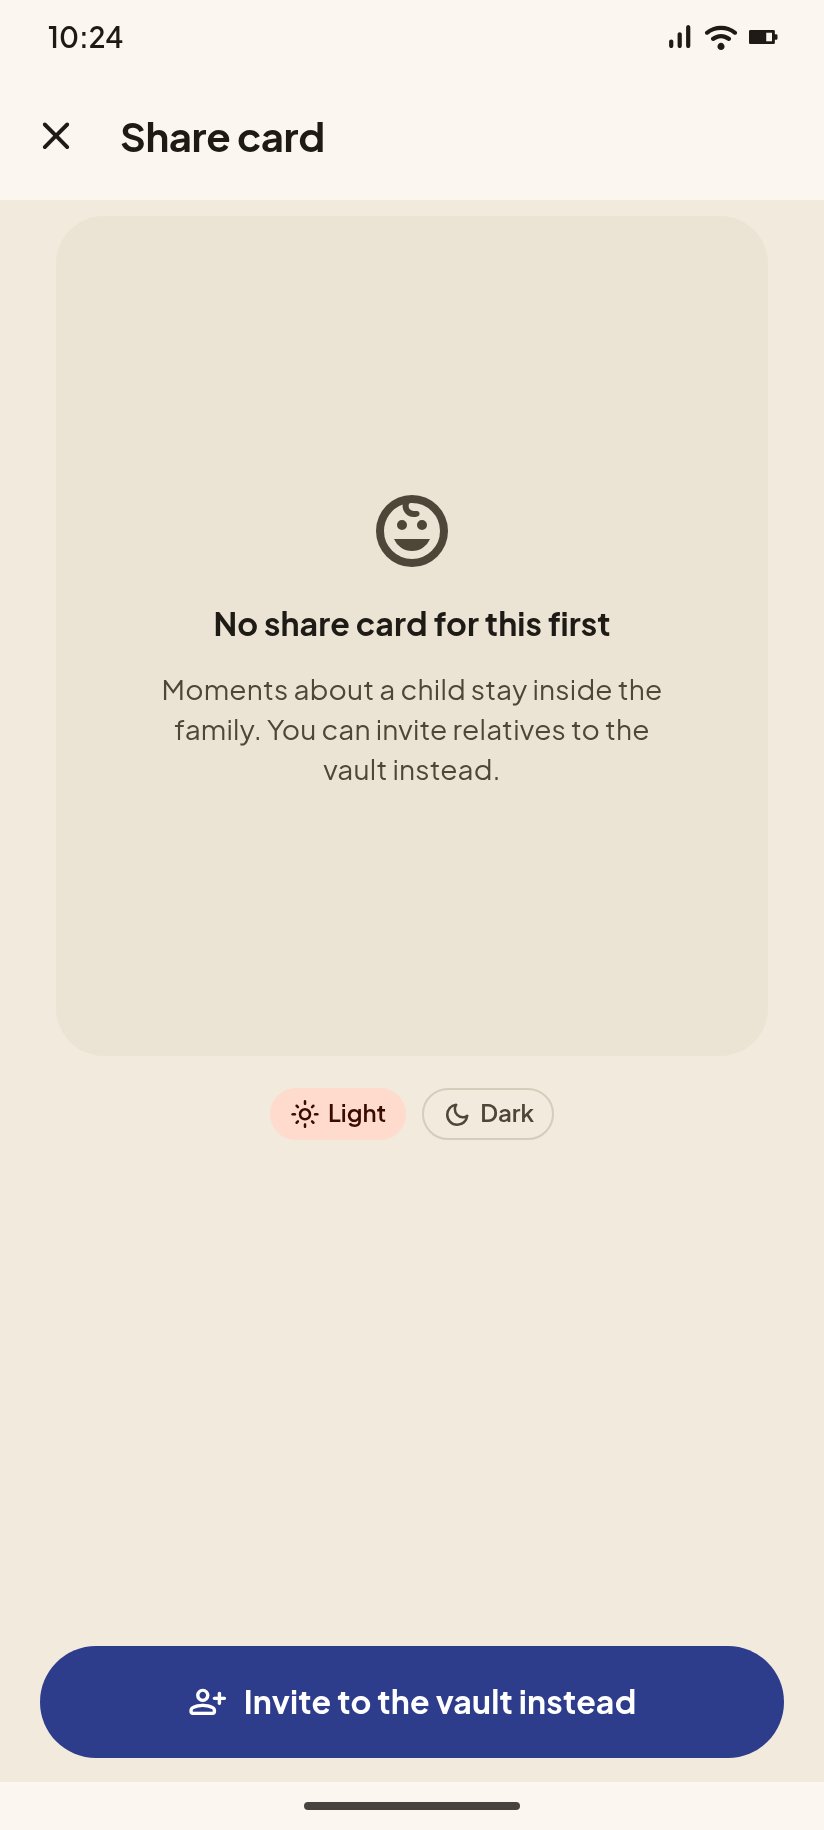 10:24
Share card
No share card for this first
Moments about a child stay inside the
family. You can invite relatives to the
vault instead.
Light
Dark
Invite to the vault instead